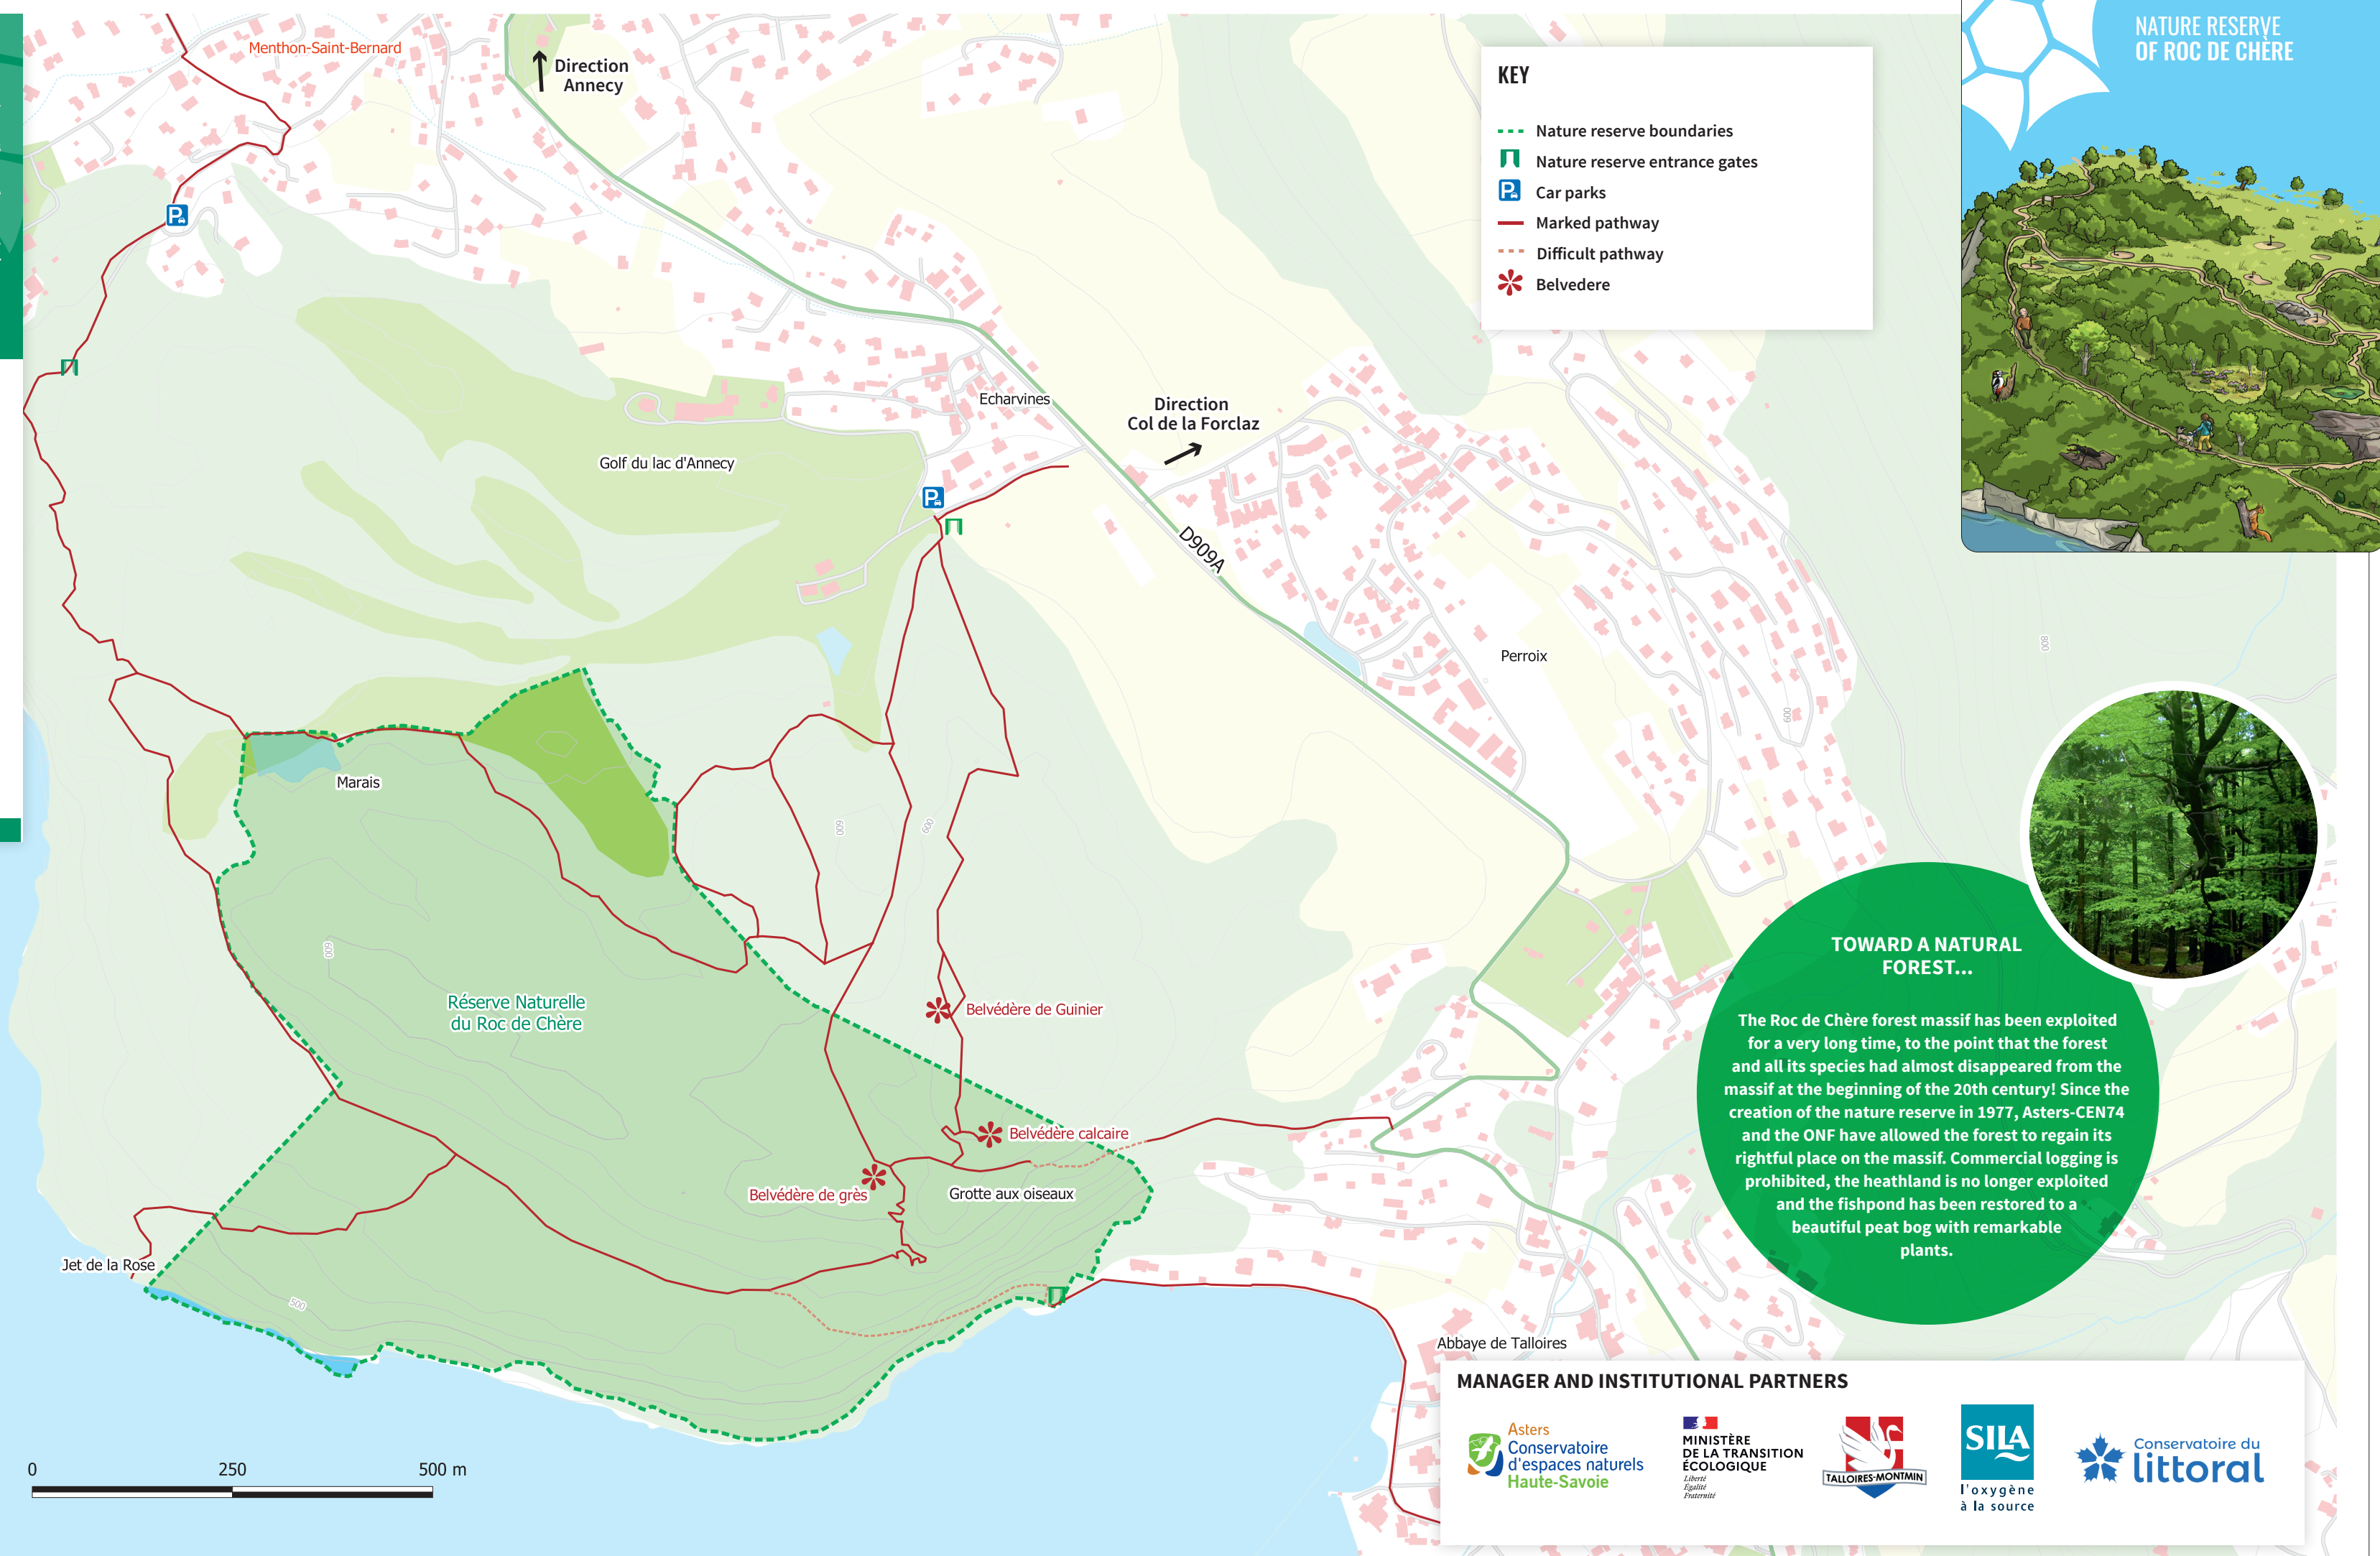 Menthon-Saint-Bernard
Direction
Annecy
KEY
Nature reserve boundaries
Nature reserve entrance gates
P
Car parks
Marked pathway
Difficult pathway
Belvedere
NATURE RESERVE
OF ROC DE CHÈRE
P
Echarvines
Direction
Col de la Forclaz
Golf du lac d'Annecy
P
D909A
Perroix
800
600
Marais
600
600
600
Réserve Naturelle
du Roc de Chère
Belvédère de Guinier
Belvédère calcaire
Belvédère de grès
Grotte aux oiseaux
Jet de la Rose
500
TOWARD A NATURAL
FOREST...
The Roc de Chère forest massif has been exploited
for a very long time, to the point that the forest
and all its species had almost disappeared from the
massif at the beginning of the 20th century! Since the
creation of the nature reserve in 1977, Asters-CEN74
and the ONF have allowed the forest to regain its
rightful place on the massif. Commercial logging is
prohibited, the heathland is no longer exploited
and the fishpond has been restored to a
beautiful peat bog with remarkable
plants.
Abbaye de Talloires
MANAGER AND INSTITUTIONAL PARTNERS
Asters
Conservatoire
d'espaces naturels
Haute-Savoie
MINISTÈRE
DE LA TRANSITION
ÉCOLOGIQUE
Liberté
Égalité
Fraternité
TALLOIRES-MONTMIN
SILA
l'oxygène
à la source
Conservatoire du
littoral
0 250 500 m